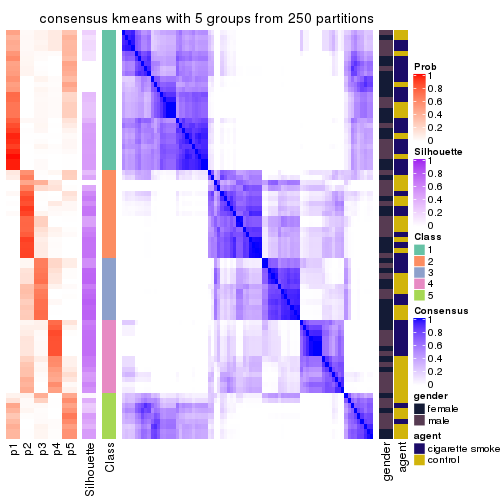 consensus kmeans with 5 groups from 250 partitions
Prob
1
0.8
0.6
0.4
0.2
0
Silhouette
1
0.8
0.6
0.4
0.2
0
Class
1
2
3
4
5
Consensus
1
0.8
0.6
0.4
0.2
0
gender
female
male
agent
cigarette smoke
control
p1
p2
p3
p4
p5
Silhouette
Class
gender
agent